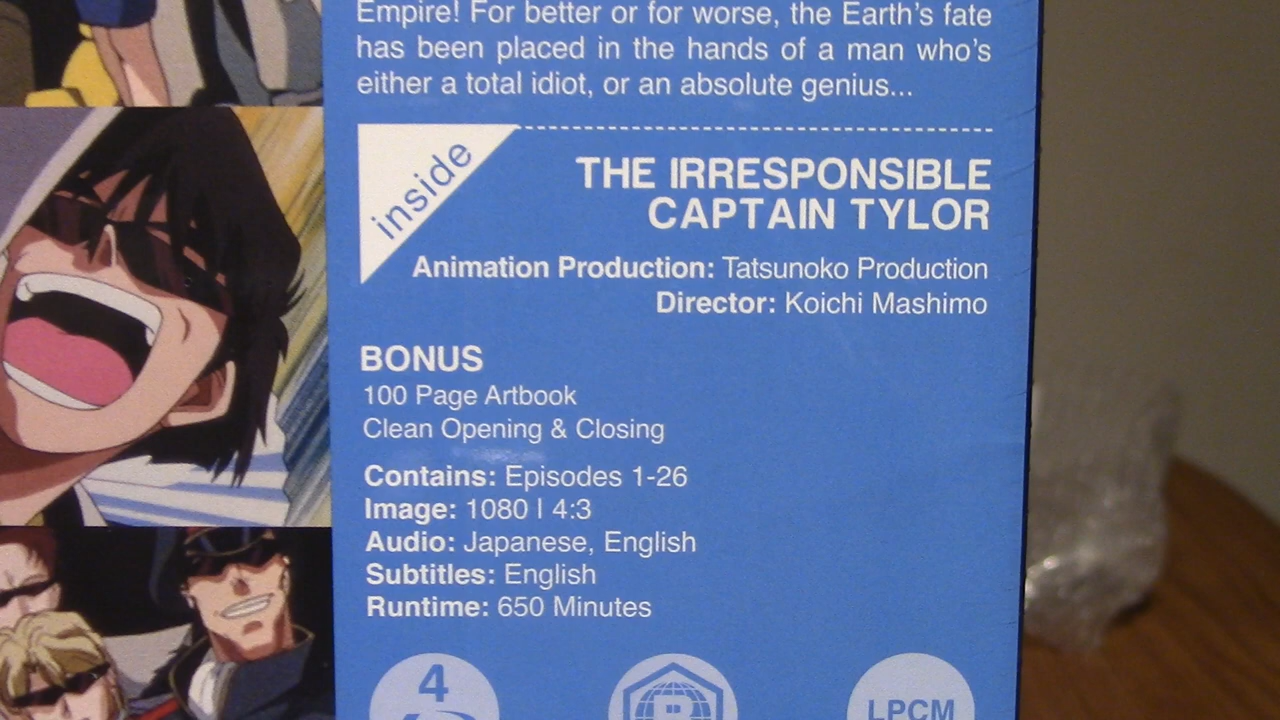 Empire! For better or for worse, the Earth's fate
has been placed in the hands of a man who's
either a total idiot, or an absolute genius...
inside
THE IRRESPONSIBLE
CAPTAIN TYLOR
Animation Production: Tatsunoko Production
Director: Koichi Mashimo
BONUS
100 Page Artbook
Clean Opening & Closing
Contains: Episodes 1-26
Image: 1080 I 4:3
Audio: Japanese, English
Subtitles: English
Runtime: 650 Minutes
4
B
LPCM